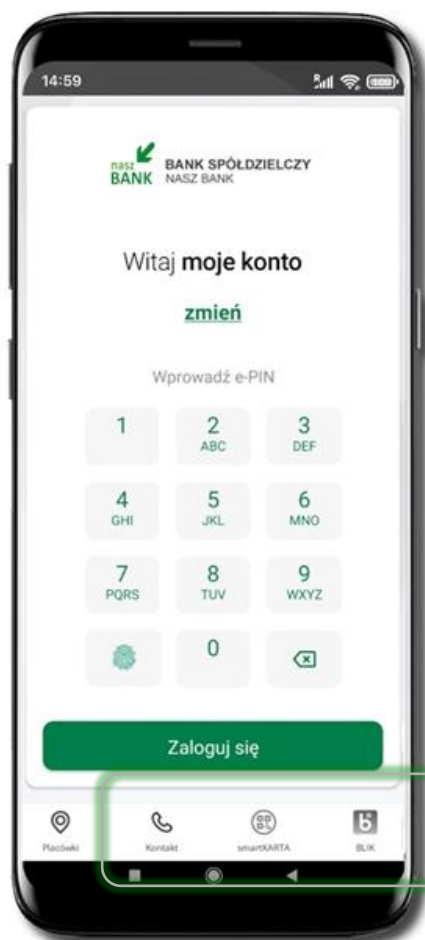 14:59
nasz BANK
BANK SPÓŁDZIELCZY
NASZ BANK
Witaj moje konto
zmień
Wprowadź e-PIN
1
2 ABC
3 DEF
4 GHI
5 JKL
6 MNO
7 PQRS
8 TUV
9 WXYZ
0
Zaloguj się
Placówki
Kontakt
smartKARTA
BLIK